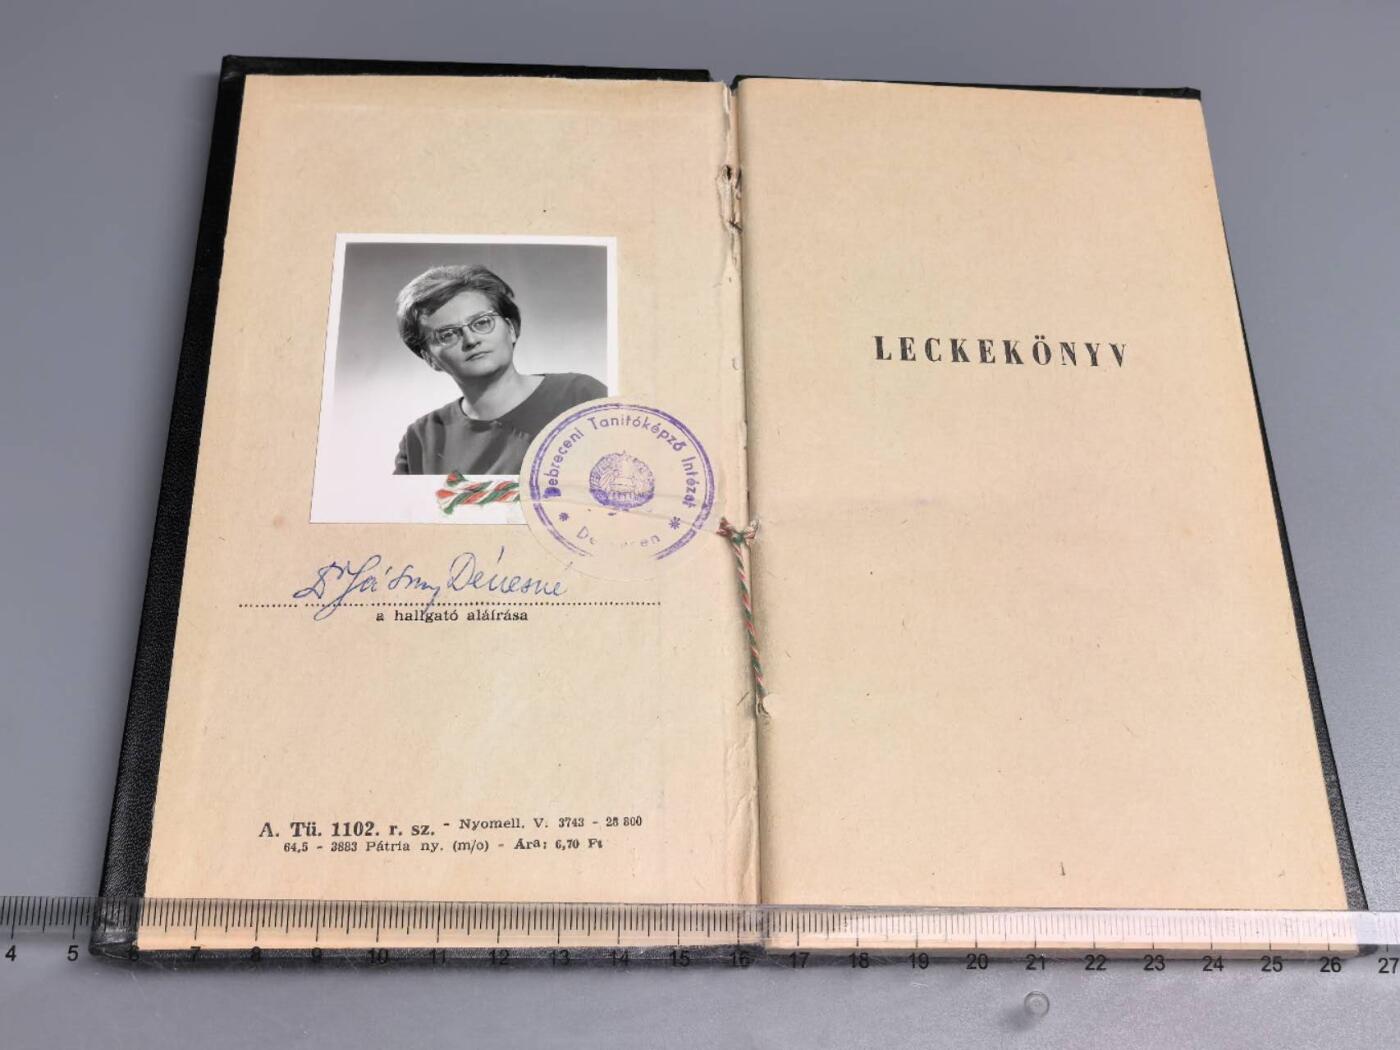 Debreceni Tanítóképző Intézet
Dénesné
a hallgató aláírása
A. Tü. 1102. r. sz. - Nyomell. V. 3743 - 28 800
64,5 - 3883 Pátria ny. (m/o) - Ára: 6,70 Ft
LECKEKÖNYV
4 5 6 7 8 9 10 11 12 13 14 15 16 17 18 19 20 21 22 23 24 25 26 27